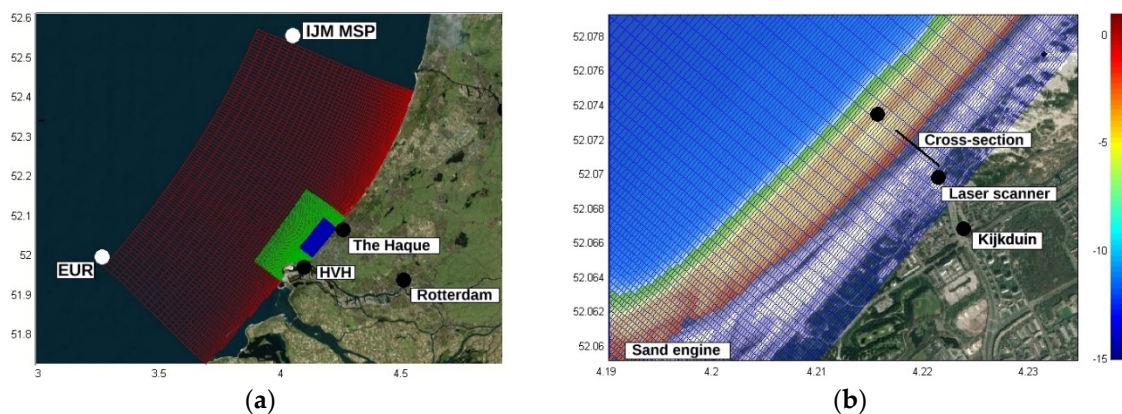 52.6
IJM MSP
52.4
52.3
52.2
52.1
The Haque
52
EUR
HVH
51.9
Rotterdam
51.8
3
3.5
4
4.5
(a)
52.078
0
52.076
52.074
52.072
Cross-section
-5
52.07
Laser scanner
52.068
Kijkduin
52.066
-10
52.064
52.062
52.06
Sand engine
-15
4.19
4.2
4.21
4.22
4.23
(b)